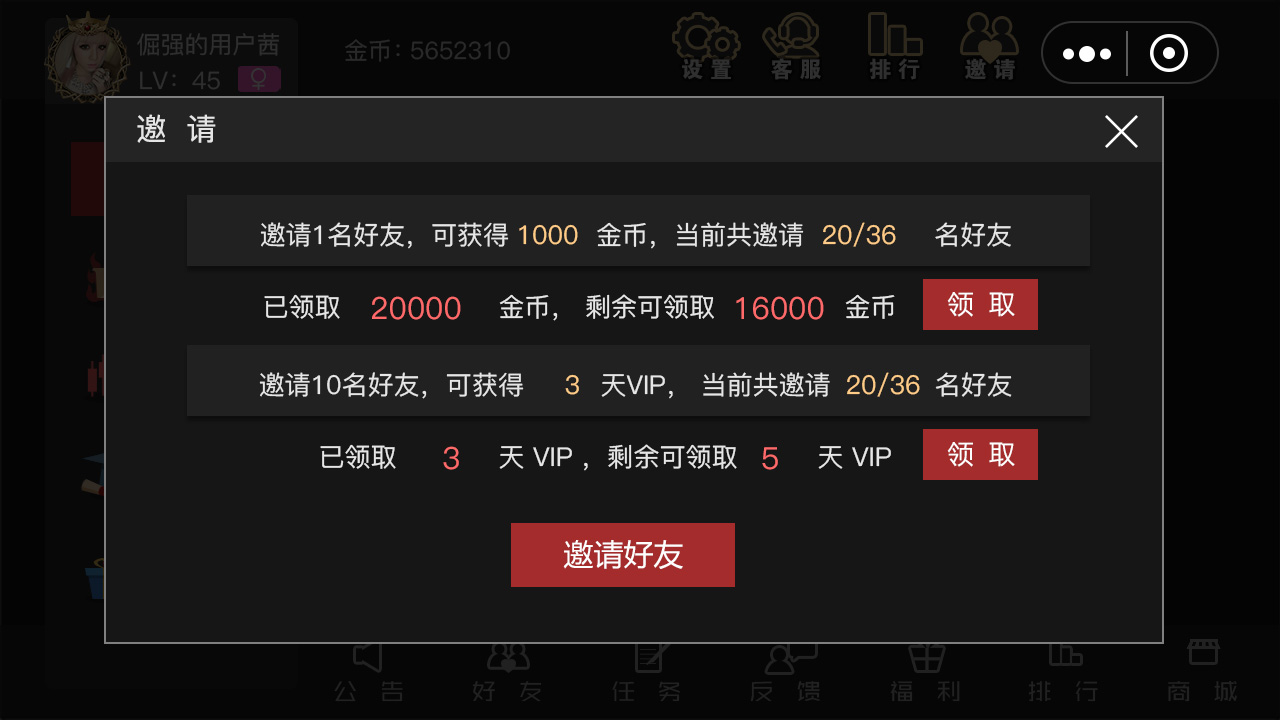 倔强的用户茜
LV：45
金币：5652310
设置
客服
排行
邀请
邀 请
邀请1名好友，可获得 1000 金币，当前共邀请 20/36 名好友
已领取 20000 金币， 剩余可领取 16000 金币
领 取
邀请10名好友，可获得 3 天VIP， 当前共邀请 20/36 名好友
已领取 3 天 VIP ，剩余可领取 5 天 VIP
领 取
邀请好友
公 告
好 友
任 务
反 馈
福 利
排 行
商 城